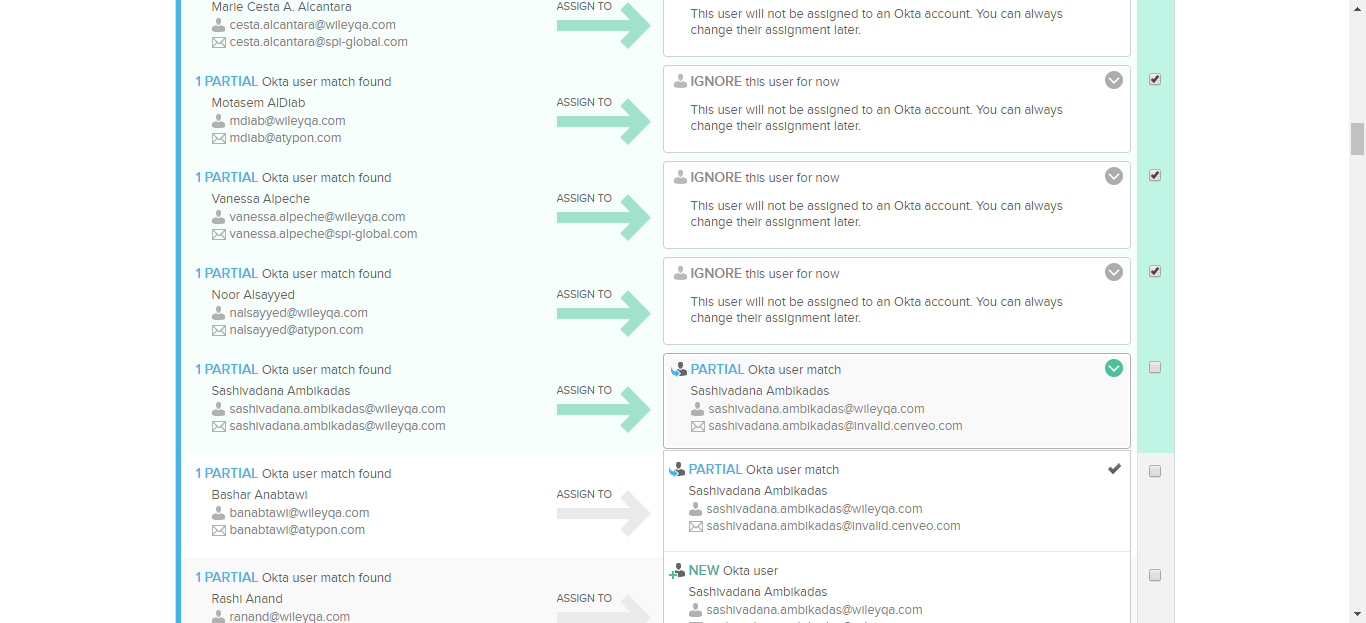 Marie Cesta A. Alcantara
cesta.alcantara@wileyqa.com
cesta.alcantara@spi-global.com
ASSIGN TO
This user will not be assigned to an Okta account. You can always
change their assignment later.
1 PARTIAL Okta user match found
Motasem AlDiab
mdiab@wileyqa.com
mdiab@atypon.com
ASSIGN TO
IGNORE this user for now
This user will not be assigned to an Okta account. You can always
change their assignment later.
1 PARTIAL Okta user match found
Vanessa Alpeche
vanessa.alpeche@wileyqa.com
vanessa.alpeche@spi-global.com
ASSIGN TO
IGNORE this user for now
This user will not be assigned to an Okta account. You can always
change their assignment later.
1 PARTIAL Okta user match found
Noor Alsayyed
nalsayyed@wileyqa.com
nalsayyed@atypon.com
ASSIGN TO
IGNORE this user for now
This user will not be assigned to an Okta account. You can always
change their assignment later.
1 PARTIAL Okta user match found
Sashivadana Ambikadas
sashivadana.ambikadas@wileyqa.com
sashivadana.ambikadas@wileyqa.com
ASSIGN TO
PARTIAL Okta user match
Sashivadana Ambikadas
sashivadana.ambikadas@wileyqa.com
sashivadana.ambikadas@invalid.cenveo.com
1 PARTIAL Okta user match found
Bashar Anabtawi
banabtawi@wileyqa.com
banabtawi@atypon.com
ASSIGN TO
PARTIAL Okta user match
Sashivadana Ambikadas
sashivadana.ambikadas@wileyqa.com
sashivadana.ambikadas@invalid.cenveo.com
1 PARTIAL Okta user match found
Rashi Anand
ranand@wileyqa.com
ASSIGN TO
NEW Okta user
Sashivadana Ambikadas
sashivadana.ambikadas@wileyqa.com